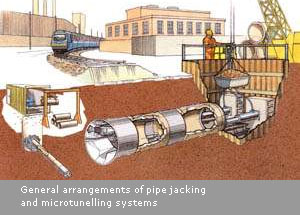 General arrangements of pipe jacking
and microtunelling systems